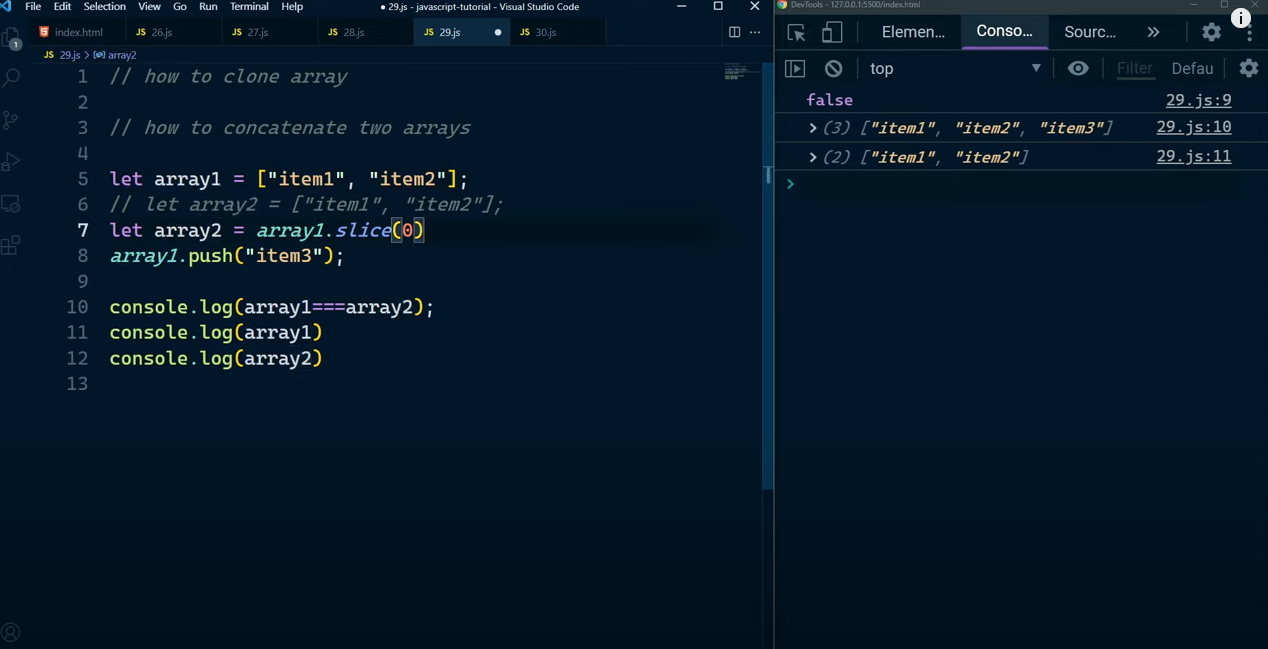 File Edit Selection View Go Run Terminal Help ● 29.js - javascript-tutorial - Visual Studio Code
index.html JS 26.js JS 27.js JS 28.js JS 29.js ● JS 30.js ···
JS 29.js > array2
1 // how to clone array
2
3 // how to concatenate two arrays
4
5 let array1 = ["item1", "item2"];
6 // let array2 = ["item1", "item2"];
7 let array2 = array1.slice(0)
8 array1.push("item3");
9
10 console.log(array1===array2);
11 console.log(array1)
12 console.log(array2)
13
1
DevTools - 127.0.0.1:5500/index.html
i
Elemen... Conso... Sourc... »
top ▼ Filter Defau
false 29.js:9
> (3) ["item1", "item2", "item3"] 29.js:10
> (2) ["item1", "item2"] 29.js:11
>